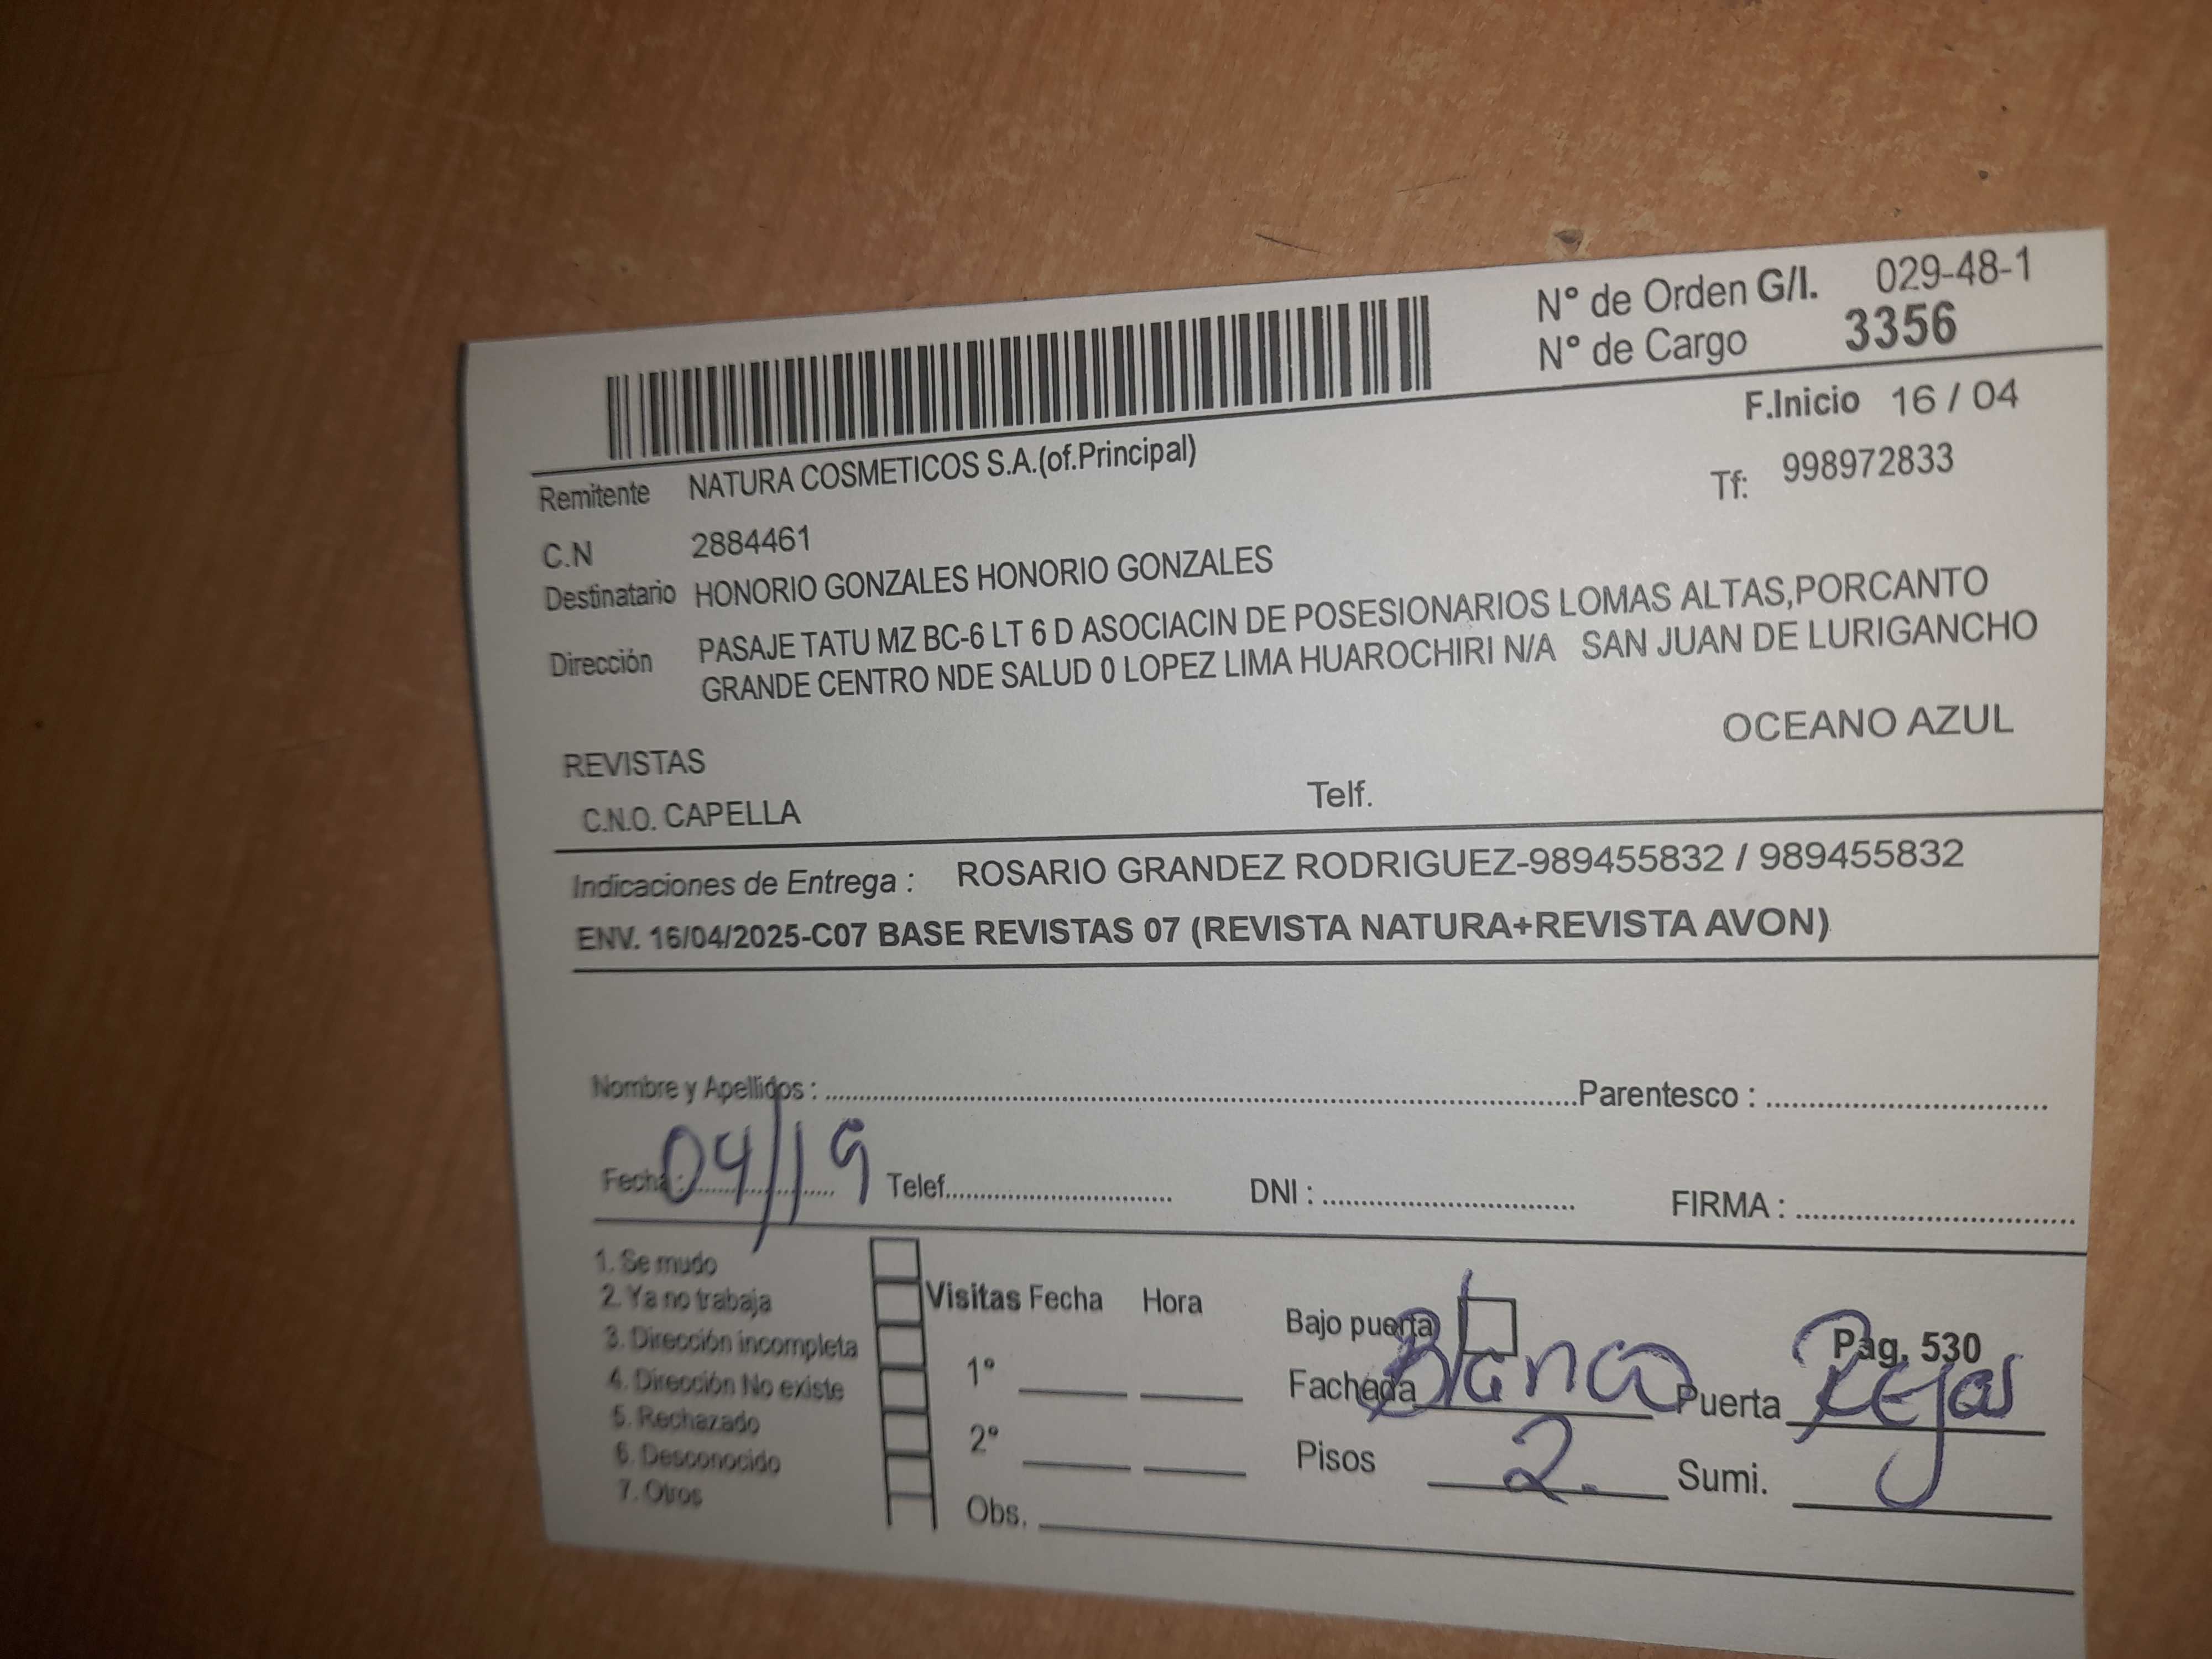 N° de Orden G/I. 029-48-1
N° de Cargo 3356
F.Inicio 16 / 04
Remitente NATURA COSMETICOS S.A.(of.Principal)
Tf: 998972833
C.N 2884461
Destinatario HONORIO GONZALES HONORIO GONZALES
Dirección PASAJE TATU MZ BC-6 LT 6 D ASOCIACIN DE POSESIONARIOS LOMAS ALTAS,PORCANTO
GRANDE CENTRO NDE SALUD 0 LOPEZ LIMA HUAROCHIRI N/A SAN JUAN DE LURIGANCHO
OCEANO AZUL
REVISTAS
C.N.O. CAPELLA Telf.
Indicaciones de Entrega : ROSARIO GRANDEZ RODRIGUEZ-989455832 / 989455832
ENV. 16/04/2025-C07 BASE REVISTAS 07 (REVISTA NATURA+REVISTA AVON)
Nombre y Apellidos : Parentesco :
Fecha : 04/19 Telef. DNI : FIRMA :
1. Se mudo
2. Ya no trabaja
3. Dirección incompleta
4. Dirección No existe
5. Rechazado
6. Desconocido
7. Otros
Visitas Fecha Hora
1°
2°
Obs.
Bajo puerta Pag. 530
Fachada Blanco Puerta Rejas
Pisos 2. Sumi.